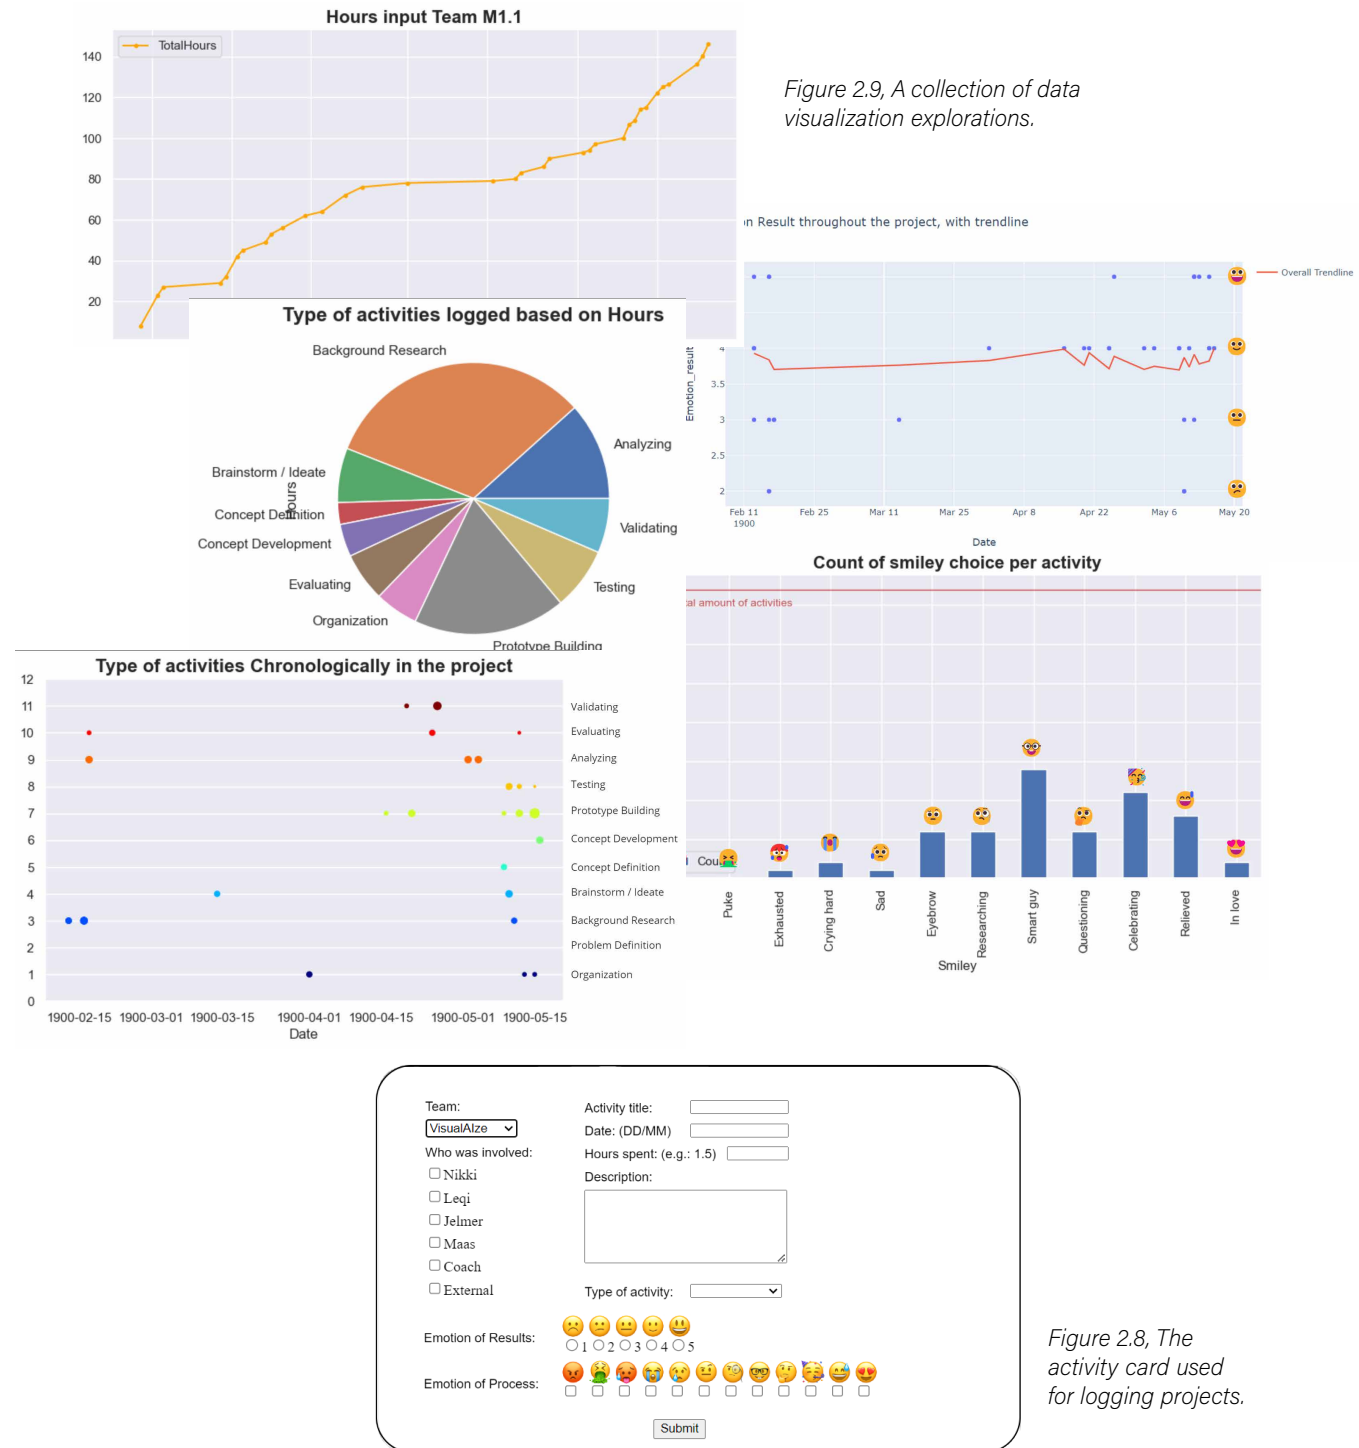 Hours input Team M1.1
TotalHours
140
120
100
80
60
40
20
Figure 2.9, A collection of data
visualization explorations.
Result throughout the project, with trendline
Overall Trendline
Emotion_result
4
3.5
3
2.5
2
Feb 11
1900
Feb 25
Mar 11
Mar 25
Apr 8
Apr 22
May 6
May 20
Date
Type of activities logged based on Hours
Background Research
Analyzing
Brainstorm / Ideate
Hours
Concept Definition
Concept Development
Validating
Evaluating
Testing
Organization
Prototype Building
Count of smiley choice per activity
amount of activities
Puke
Exhausted
Crying hard
Sad
Eyebrow
Researching
Smart guy
Questioning
Celebrating
Relieved
In love
Smiley
Type of activities Chronologically in the project
12
11
10
9
8
7
6
5
4
3
2
1
0
Validating
Evaluating
Analyzing
Testing
Prototype Building
Concept Development
Concept Definition
Brainstorm / Ideate
Background Research
Problem Definition
Organization
1900-02-15 1900-03-01 1900-03-15 1900-04-01 1900-04-15 1900-05-01 1900-05-15
Date
Team:
VisualAIze
Who was involved:
Nikki
Leqi
Jelmer
Maas
Coach
External
Activity title:
Date: (DD/MM)
Hours spent: (e.g.: 1.5)
Description:
Type of activity:
Emotion of Results:
1 2 3 4 5
Emotion of Process:
Submit
Figure 2.8, The
activity card used
for logging projects.